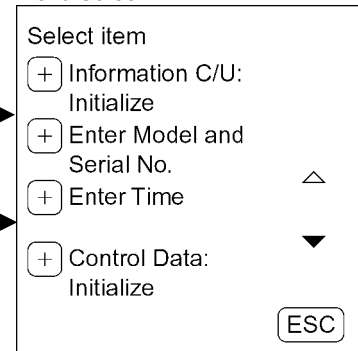 Select item
+ Information C/U:
Initialize
+ Enter Model and
Serial No.
+ Enter Time
+ Control Data:
Initialize
ESC